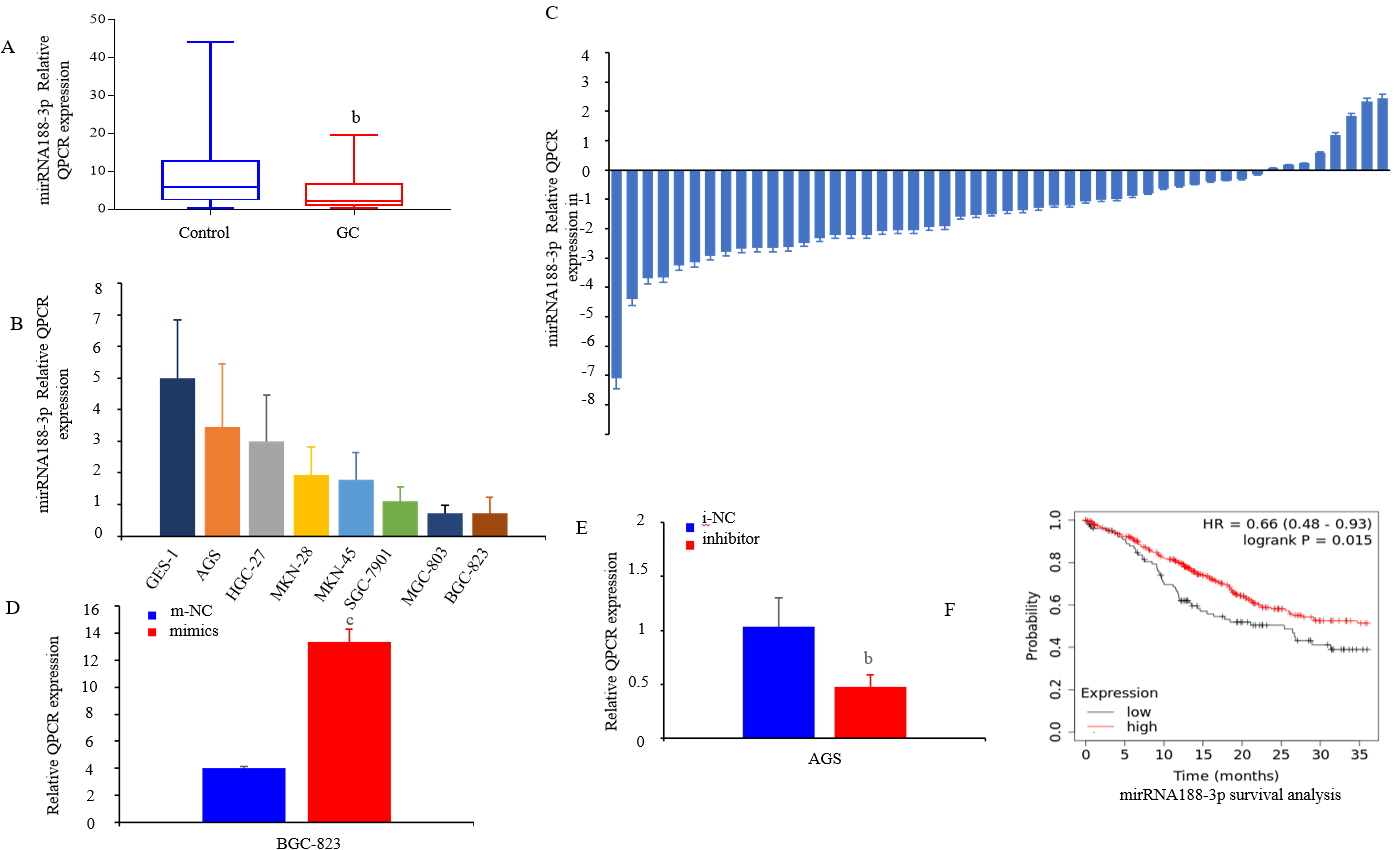 A
mirRNA188-3p Relative
QPCR expression
50
40
30
20
10
0
b
Control
GC
B
mirRNA188-3p Relative QPCR
expression
8
7
6
5
4
3
2
1
0
GES-1
AGS
HGC-27
MKN-28
MKN-45
SGC-7901
MGC-803
BGC-823
C
mirRNA188-3p Relative QPCR
expression in
4
3
2
1
0
-1
-2
-3
-4
-5
-6
-7
-8
D
Relative QPCR expression
16
14
12
10
8
6
4
2
0
m-NC
mimics
c
BGC-823
E
Relative QPCR expression
2
1.5
1
0.5
0
i-NC
inhibitor
b
AGS
F
Probability
1.0
0.8
0.6
0.4
0.2
0.0
HR = 0.66 (0.48 - 0.93)
logrank P = 0.015
Expression
low
high
0 5 10 15 20 25 30 35
Time (months)
mirRNA188-3p survival analysis